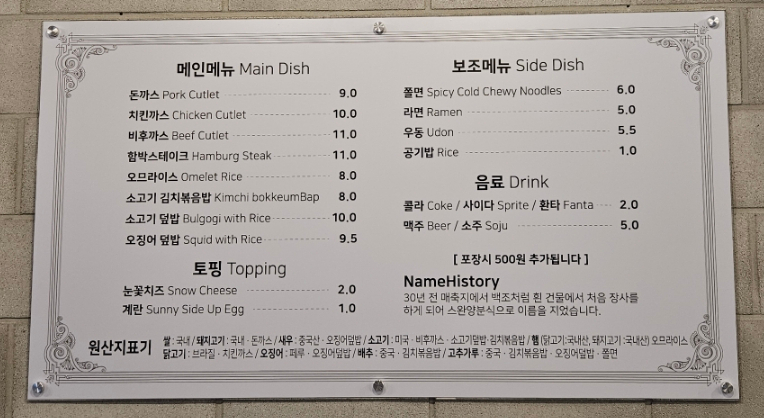 메인메뉴 Main Dish
돈까스 Pork Cutlet 9.0
치킨까스 Chicken Cutlet 10.0
비후까스 Beef Cutlet 11.0
함박스테이크 Hamburg Steak 11.0
오므라이스 Omelet Rice 8.0
소고기 김치볶음밥 Kimchi bokkeumBap 8.0
소고기 덮밥 Bulgogi with Rice 10.0
오징어 덮밥 Squid with Rice 9.5
토핑 Topping
눈꽃치즈 Snow Cheese 2.0
계란 Sunny Side Up Egg 1.0
보조메뉴 Side Dish
쫄면 Spicy Cold Chewy Noodles 6.0
라면 Ramen 5.0
우동 Udon 5.5
공기밥 Rice 1.0
음료 Drink
콜라 Coke / 사이다 Sprite / 환타 Fanta 2.0
맥주 Beer / 소주 Soju 5.0
[ 포장시 500원 추가됩니다 ]
NameHistory
30년 전 매축지에서 백조처럼 흰 건물에서 처음 장사를
하게 되어 스완양분식으로 이름을 지었습니다.
원산지표기
쌀 : 국내 / 돼지고기 : 국내 · 돈까스 / 새우 : 중국산 · 오징어덮밥 / 소고기 : 미국 · 비후까스 · 소고기덮밥·김치볶음밥 / 햄 (닭고기:국내산, 돼지고기 :국내산) 오므라이스
닭고기 : 브라질 · 치킨까스 / 오징어 : 페루 · 오징어덮밥 / 배추 : 중국 · 김치볶음밥 / 고추가루 : 중국 · 김치볶음밥 · 오징어덮밥 · 쫄면